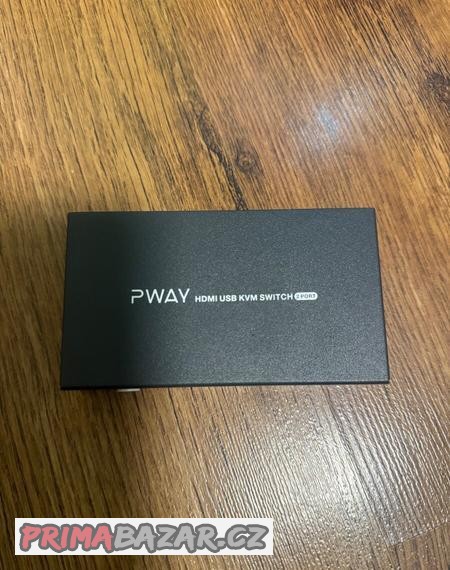 PWAY HDMI USB KVM SWITCH 2 PORT
PRIMABAZAR.CZ